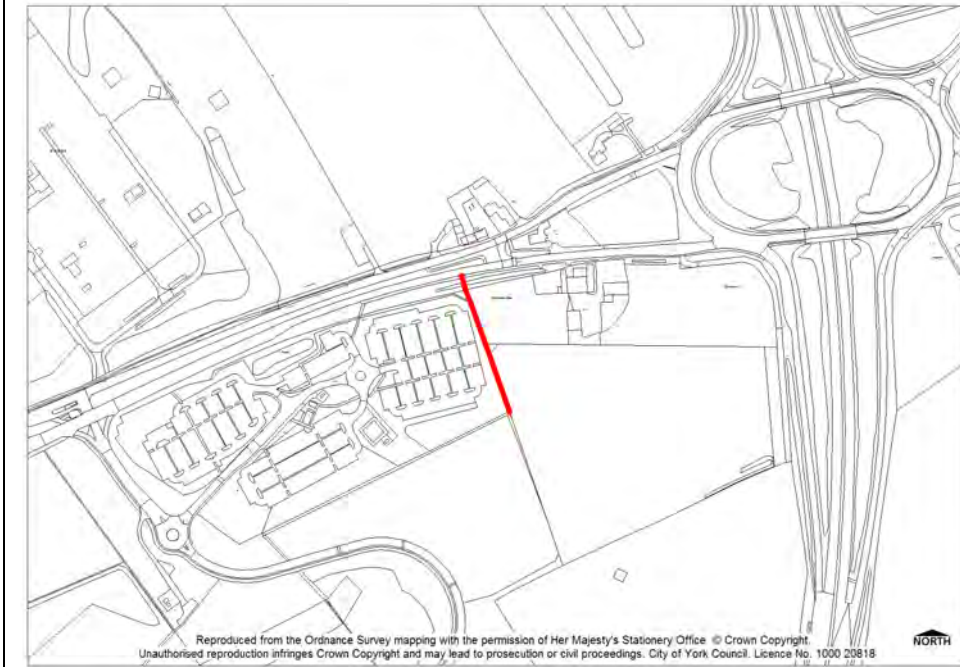 Reproduced from the Ordnance Survey mapping with the permission of Her Majesty's Stationery Office © Crown Copyright.
Unauthorised reproduction infringes Crown Copyright and may lead to prosecution or civil proceedings. City of York Council. Licence No. 1000 20818
NORTH